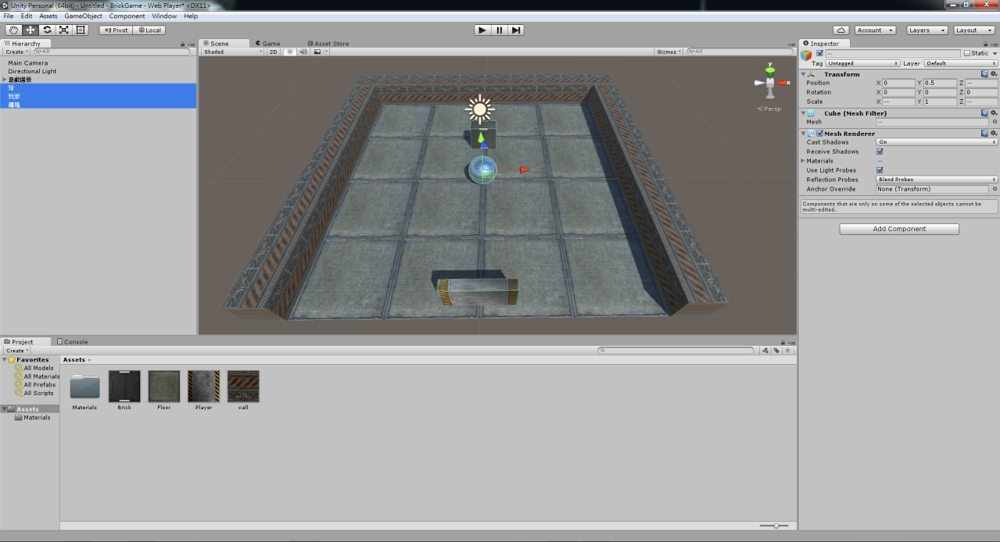 Unity Personal (64bit) - Untitled - BrickGame - Web Player* <DX11>
File Edit Assets GameObject Component Window Help
Pivot Local Account Layers Layout
Hierarchy
Create All
Main Camera
Directional Light
遊戲場景
球
玩家
磚塊
Scene Game Asset Store
Shaded 2D Gizmos All
y
x
Persp
Inspector
Static
Tag Untagged Layer Default
Transform
Position X 0 Y 0.5 Z —
Rotation X 0 Y 0 Z 0
Scale X — Y 1 Z —
Cube (Mesh Filter)
Mesh —
Mesh Renderer
Cast Shadows On
Receive Shadows
Materials —
Use Light Probes
Reflection Probes Blend Probes
Anchor Override None (Transform)
Components that are only on some of the selected objects cannot be
multi-edited.
Add Component
Project Console
Create
Favorites
All Models
All Materials
All Prefabs
All Scripts
Assets
Materials
Assets
Materials Brick Floor Player wall